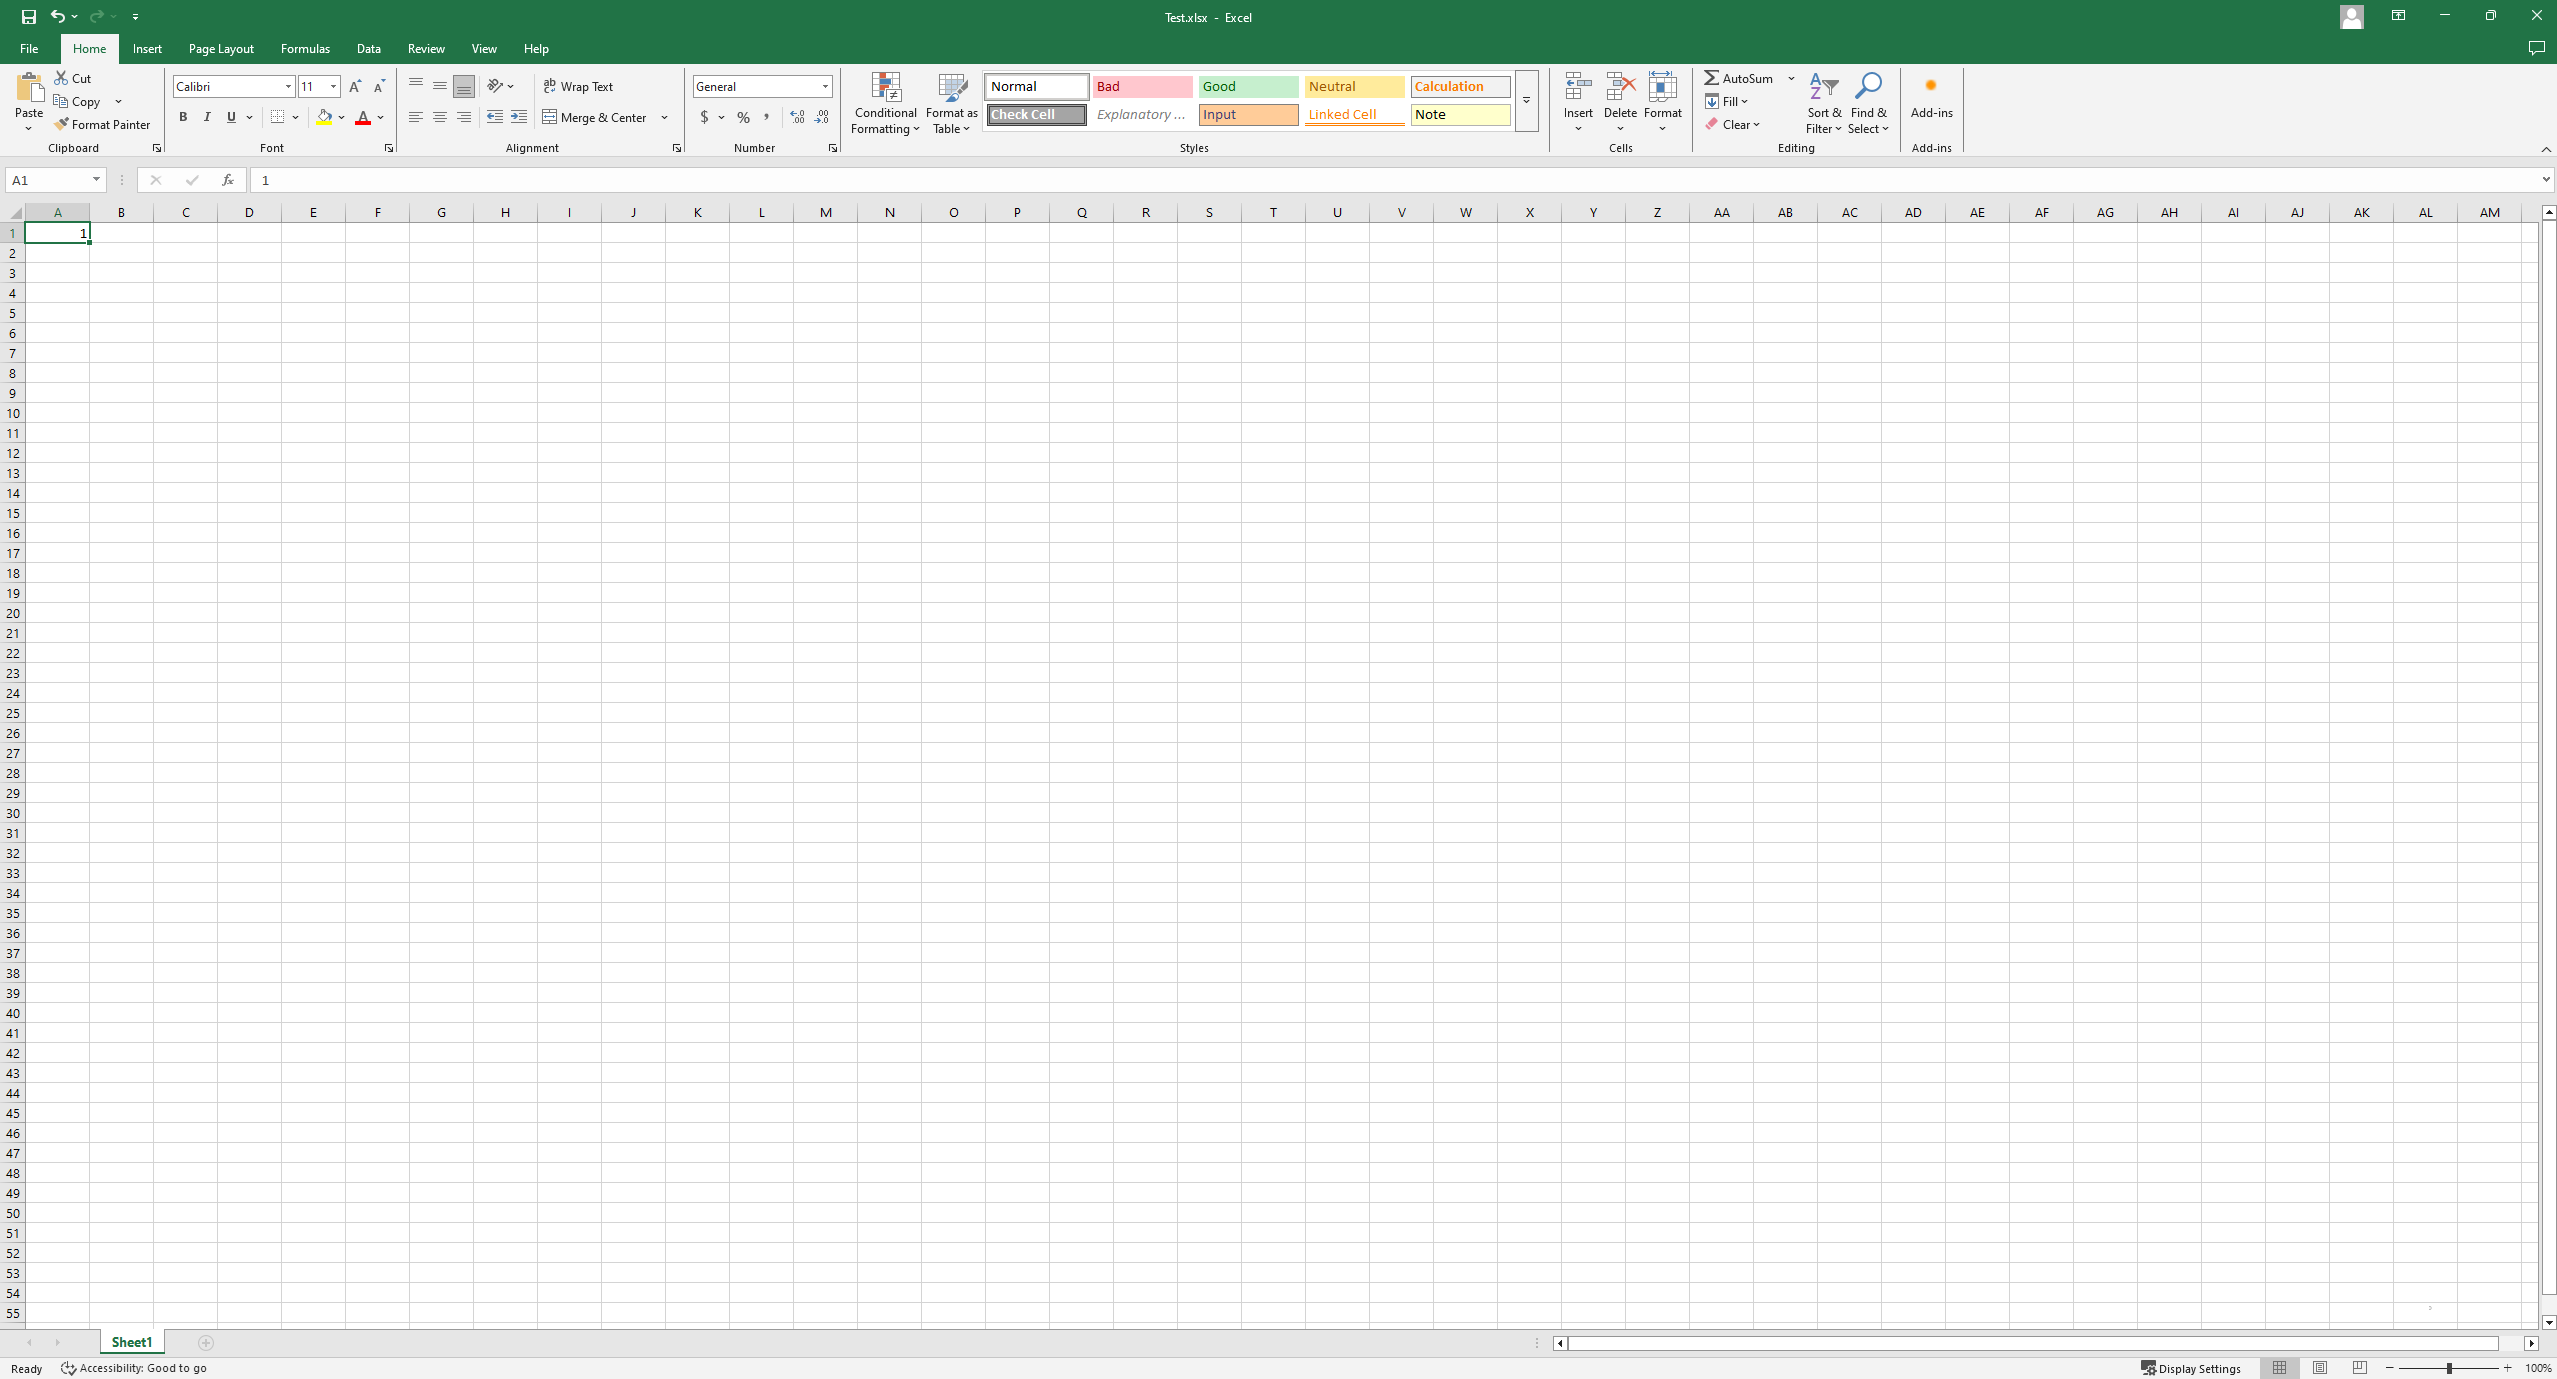 Test.xlsx - Excel
File Home Insert Page Layout Formulas Data Review View Help
Paste Cut Copy Format Painter
Clipboard
Calibri 11 B I U
Font
ab Wrap Text Merge & Center
Alignment
General $ % , .00 .0
Number
Conditional Formatting Format as Table
Normal Bad Good Neutral Calculation
Check Cell Explanatory ... Input Linked Cell Note
Styles
Insert Delete Format
Cells
AutoSum Fill Clear Sort & Filter Find & Select
Editing
Add-ins
Add-ins
A1 fx 1
A B C D E F G H I J K L M N O P Q R S T U V W X Y Z AA AB AC AD AE AF AG AH AI AJ AK AL AM
1 1
2
3
4
5
6
7
8
9
10
11
12
13
14
15
16
17
18
19
20
21
22
23
24
25
26
27
28
29
30
31
32
33
34
35
36
37
38
39
40
41
42
43
44
45
46
47
48
49
50
51
52
53
54
55
Sheet1
Ready Accessibility: Good to go Display Settings 100%